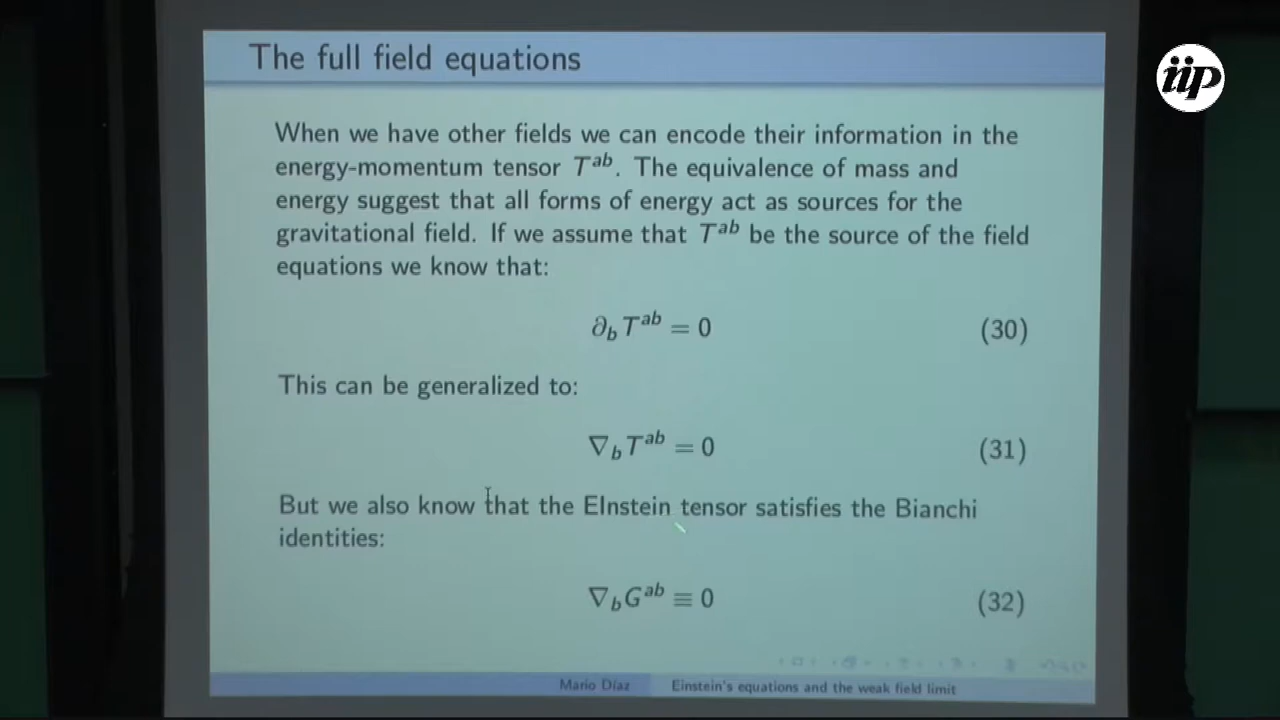 The full field equations
iip
When we have other fields we can encode their information in the
energy-momentum tensor T^{ab}. The equivalence of mass and
energy suggest that all forms of energy act as sources for the
gravitational field. If we assume that T^{ab} be the source of the field
equations we know that:
∂_b T^{ab} = 0 (30)
This can be generalized to:
∇_b T^{ab} = 0 (31)
But we also know that the EInstein tensor satisfies the Bianchi
identities:
∇_b G^{ab} ≡ 0 (32)
Mario Díaz Einstein's equations and the weak field limit